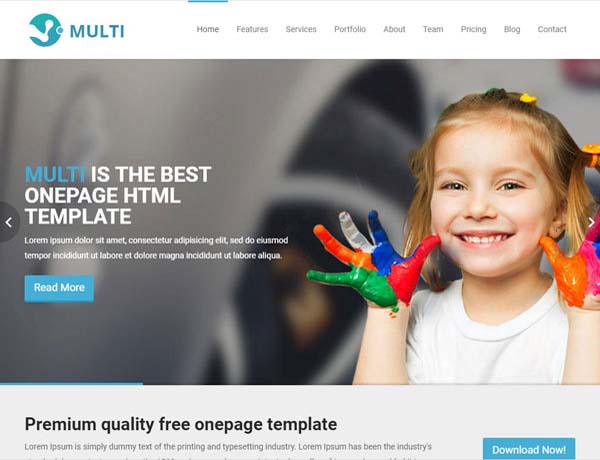 MULTI
Home Features Services Portfolio About Team Pricing Blog Contact
MULTI IS THE BEST
ONEPAGE HTML
TEMPLATE
Lorem ipsum dolor sit amet, consectetur adipisicing elit, sed do eiusmod
tempor incididunt ut labore et dolore magna incididunt ut labore aliqua.
Read More
Premium quality free onepage template
Lorem Ipsum is simply dummy text of the printing and typesetting industry. Lorem Ipsum has been the industry's
Download Now!